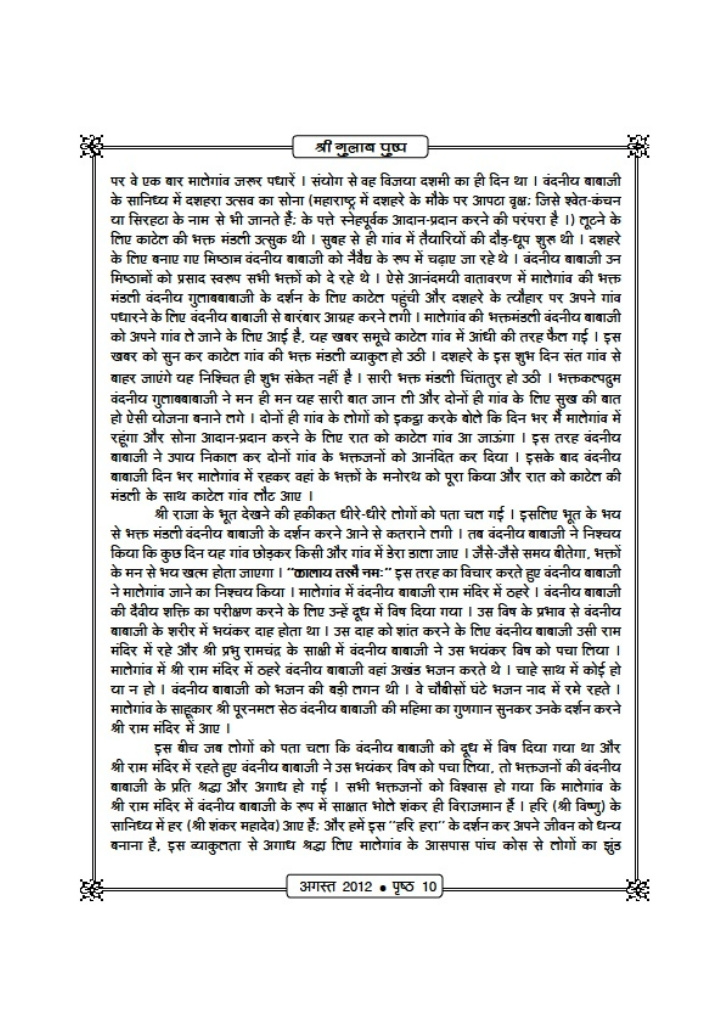 श्री गुलाब पुष्प
पर वे एक बार मालेगांव जरूर पधारें । संयोग से वह विजया दशमी का ही दिन था । वंदनीय बाबाजी
के सानिध्य में दशहरा उत्सव का सोना (महाराष्ट्र में दशहरे के मौके पर आपटा वृक्ष; जिसे श्वेत-कंचन
या सिरहटा के नाम से भी जानते हैं; के पत्ते स्नेहपूर्वक आदान-प्रदान करने की परंपरा है ।) लूटने के
लिए काटेल की भक्त मंडली उत्सुक थी । सुबह से ही गांव में तैयारियों की दौड़-धूप शुरू थी । दशहरे
के लिए बनाए गए मिष्ठान्न वंदनीय बाबाजी को नैवैद्य के रूप में चढ़ाए जा रहे थे । वंदनीय बाबाजी उन
मिष्ठान्नों को प्रसाद स्वरूप सभी भक्तों को दे रहे थे । ऐसे आनंदमयी वातावरण में मालेगांव की भक्त
मंडली वंदनीय गुलाबबाबाजी के दर्शन के लिए काटेल पहुंची और दशहरे के त्यौहार पर अपने गांव
पधारने के लिए वंदनीय बाबाजी से बारंबार आग्रह करने लगी । मालेगांव की भक्तमंडली वंदनीय बाबाजी
को अपने गांव ले जाने के लिए आई है, यह खबर समूचे काटेल गांव में आंधी की तरह फैल गई । इस
खबर को सुन कर काटेल गांव की भक्त मंडली व्याकुल हो उठी । दशहरे के इस शुभ दिन संत गांव से
बाहर जाएंगे यह निश्चित ही शुभ संकेत नहीं है । सारी भक्त मंडली चिंतातुर हो उठी । भक्तकल्पद्रुम
वंदनीय गुलाबबाबाजी ने मन ही मन यह सारी बात जान ली और दोनों ही गांव के लिए सुख की बात
हो ऐसी योजना बनाने लगे । दोनों ही गांव के लोगों को इकट्ठा करके बोले कि दिन भर मैं मालेगांव में
रहूंगा और सोना आदान-प्रदान करने के लिए रात को काटेल गांव आ जाऊंगा । इस तरह वंदनीय
बाबाजी ने उपाय निकाल कर दोनों गांव के भक्तजनों को आनंदित कर दिया । इसके बाद वंदनीय
बाबाजी दिन भर मालेगांव में रहकर वहां के भक्तों के मनोरथ को पूरा किया और रात को काटेल की
मंडली के साथ काटेल गांव लौट आए ।
श्री राजा के भूत देखने की हकीकत धीरे-धीरे लोगों को पता चल गई । इसलिए भूत के भय
से भक्त मंडली वंदनीय बाबाजी के दर्शन करने आने से कतराने लगी । तब वंदनीय बाबाजी ने निश्चय
किया कि कुछ दिन यह गांव छोड़कर किसी और गांव में डेरा डाला जाए । जैसे-जैसे समय बीतेगा, भक्तों
के मन से भय खत्म होता जाएगा । "कालाय तस्मै नमः" इस तरह का विचार करते हुए वंदनीय बाबाजी
ने मालेगांव जाने का निश्चय किया । मालेगांव में वंदनीय बाबाजी राम मंदिर में ठहरे । वंदनीय बाबाजी
की दैवीय शक्ति का परीक्षण करने के लिए उन्हें दूध में विष दिया गया । उस विष के प्रभाव से वंदनीय
बाबाजी के शरीर में भयंकर दाह होता था । उस दाह को शांत करने के लिए वंदनीय बाबाजी उसी राम
मंदिर में रहे और श्री प्रभु रामचंद्र के साक्षी में वंदनीय बाबाजी ने उस भयंकर विष को पचा लिया ।
मालेगांव में श्री राम मंदिर में ठहरे वंदनीय बाबाजी वहां अखंड भजन करते थे । चाहे साथ में कोई हो
या न हो । वंदनीय बाबाजी को भजन की बड़ी लगन थी । वे चौबीसों घंटे भजन नाद में रमे रहते ।
मालेगांव के साहूकार श्री पूरनमल सेठ वंदनीय बाबाजी की महिमा का गुणगान सुनकर उनके दर्शन करने
श्री राम मंदिर में आए ।
इस बीच जब लोगों को पता चला कि वंदनीय बाबाजी को दूध में विष दिया गया था और
श्री राम मंदिर में रहते हुए वंदनीय बाबाजी ने उस भयंकर विष को पचा लिया, तो भक्तजनों की वंदनीय
बाबाजी के प्रति श्रद्धा और अगाध हो गई । सभी भक्तजनों को विश्वास हो गया कि मालेगांव के
श्री राम मंदिर में वंदनीय बाबाजी के रूप में साक्षात भोले शंकर ही विराजमान हैं । हरि (श्री विष्णु) के
सानिध्य में हर (श्री शंकर महादेव) आए हैं; और हमें इस "हरि हरा" के दर्शन कर अपने जीवन को धन्य
बनाना है, इस व्याकुलता से अगाध श्रद्धा लिए मालेगांव के आसपास पांच कोस से लोगों का झुंड
अगस्त 2012 ● पृष्ठ 10